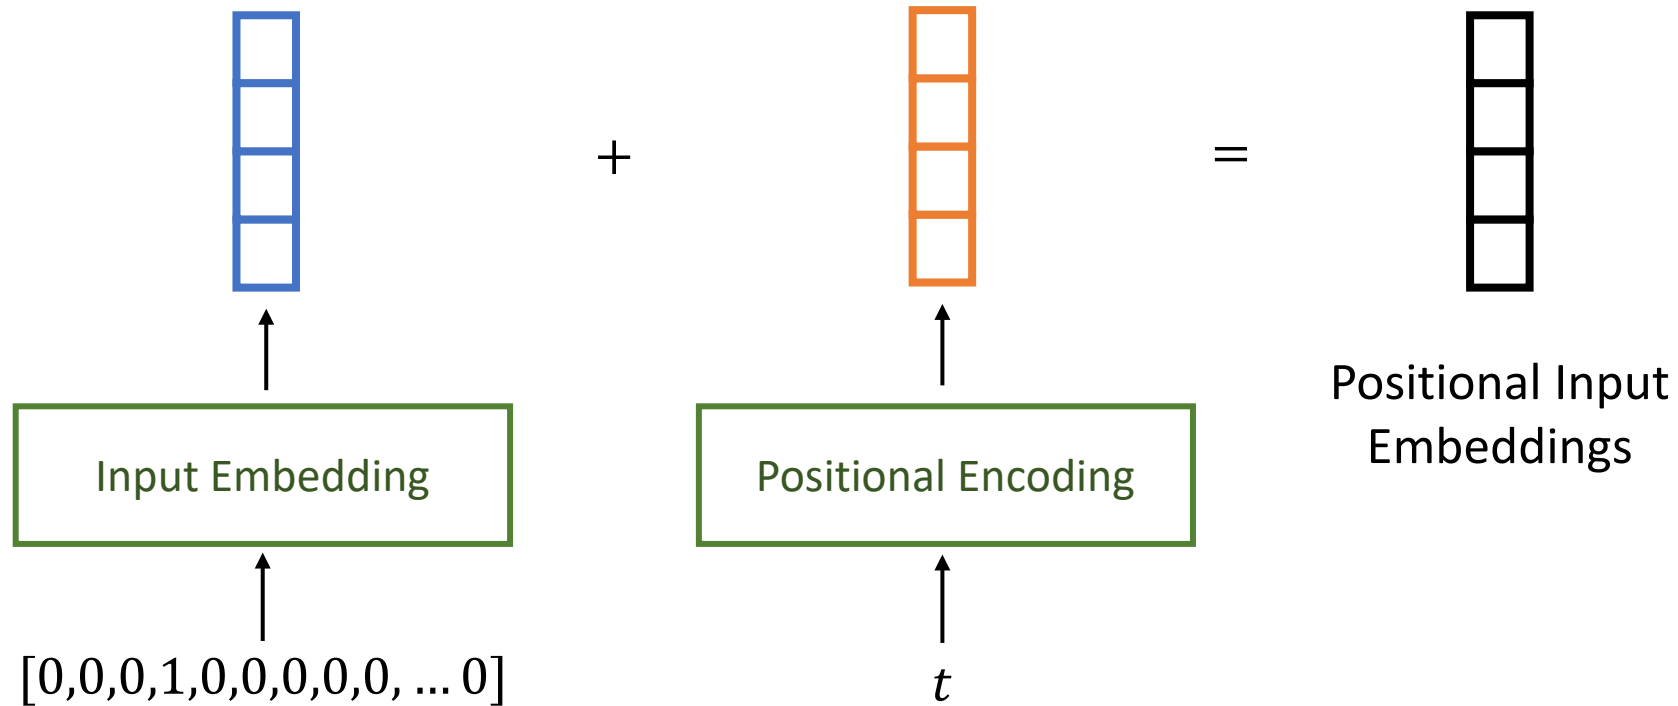 +
=
Positional Input
Embeddings
Input Embedding
Positional Encoding
[0,0,0,1,0,0,0,0,0, ... 0]
t